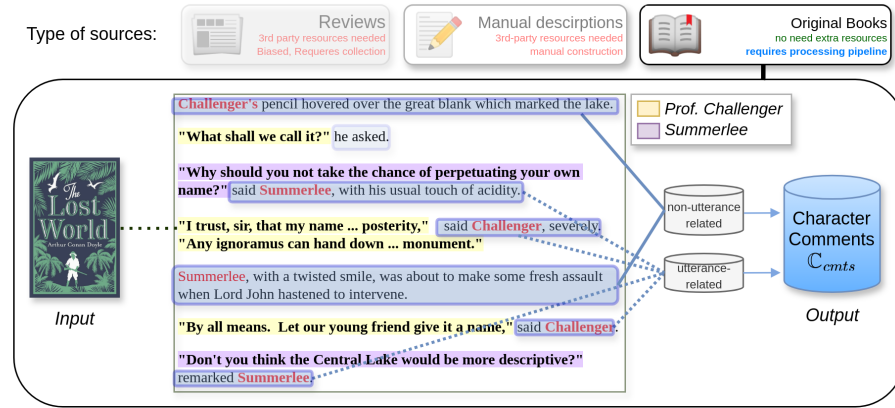 Type of sources:
Reviews
3rd party resources needed
Biased, Requeres collection
Manual descirptions
3rd-party resources needed
manual construction
Original Books
no need extra resources
requires processing pipeline
Challenger's pencil hovered over the great blank which marked the lake.
"What shall we call it?" he asked.
"Why should you not take the chance of perpetuating your own
name?" said Summerlee, with his usual touch of acidity.
"I trust, sir, that my name ... posterity," said Challenger, severely.
"Any ignoramus can hand down ... monument."
Summerlee, with a twisted smile, was about to make some fresh assault
when Lord John hastened to intervene.
"By all means. Let our young friend give it a name," said Challenger.
"Don't you think the Central Lake would be more descriptive?"
remarked Summerlee.
Prof. Challenger
Summerlee
The
Lost
World
Arthur Conan Doyle
Input
non-utterance
related
utterance-
related
Character
Comments
ℂcmts
Output